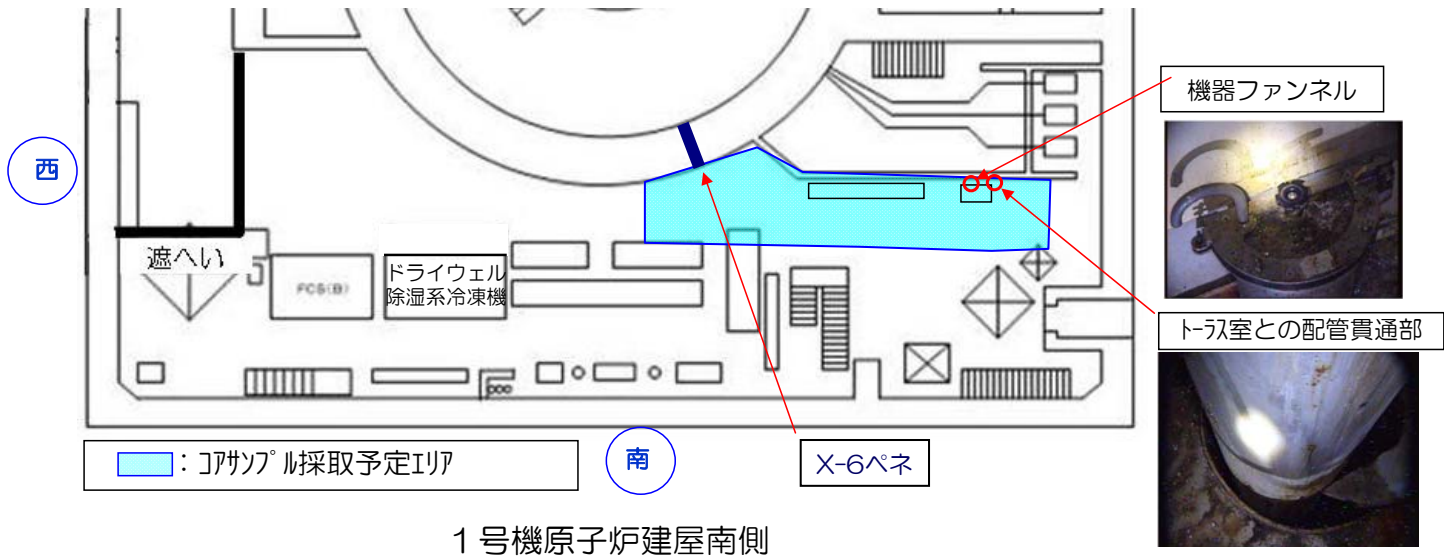 機器ファンネル
西
遮へい
FCS(B)
ドライウェル
除湿系冷凍機
トーラス室との配管貫通部
：コアサンプル採取予定エリア
南
X-6ペネ
１号機原子炉建屋南側